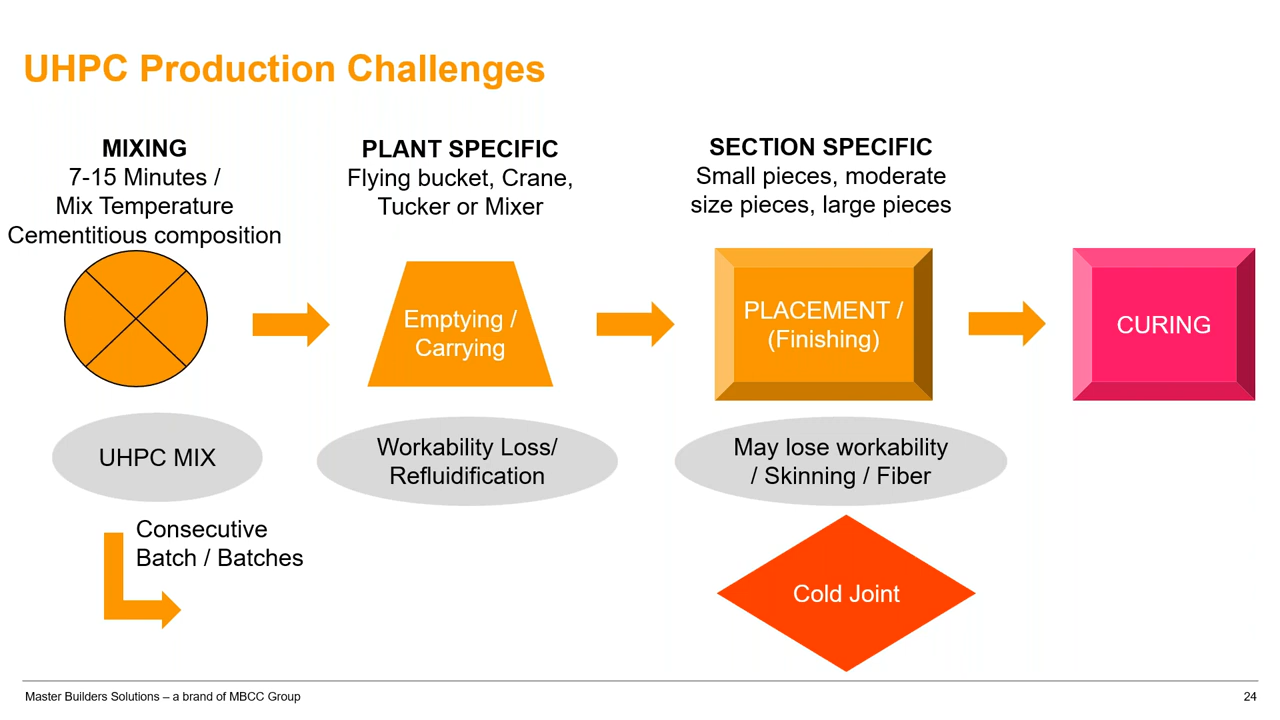 UHPC Production Challenges
MIXING
7-15 Minutes /
Mix Temperature
Cementitious composition
PLANT SPECIFIC
Flying bucket, Crane,
Tucker or Mixer
SECTION SPECIFIC
Small pieces, moderate
size pieces, large pieces
Emptying /
Carrying
PLACEMENT /
(Finishing)
CURING
UHPC MIX
Workability Loss/
Refluidification
May lose workability
/ Skinning / Fiber
Consecutive
Batch / Batches
Cold Joint
Master Builders Solutions – a brand of MBCC Group
24